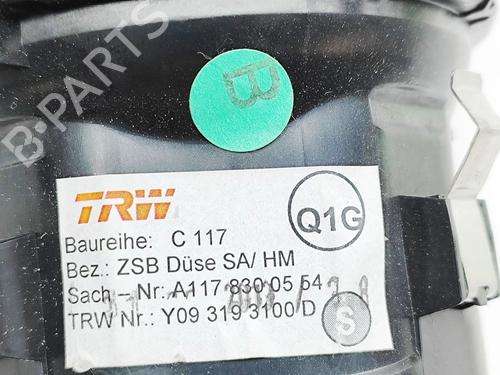 B
B-PARTS
TRW
Q1G
Baureihe: C 117
Bez.: ZSB Düse SA/ HM
Sach – Nr: A117 830 05 54
TRW Nr.: Y09 319 3100 D
S